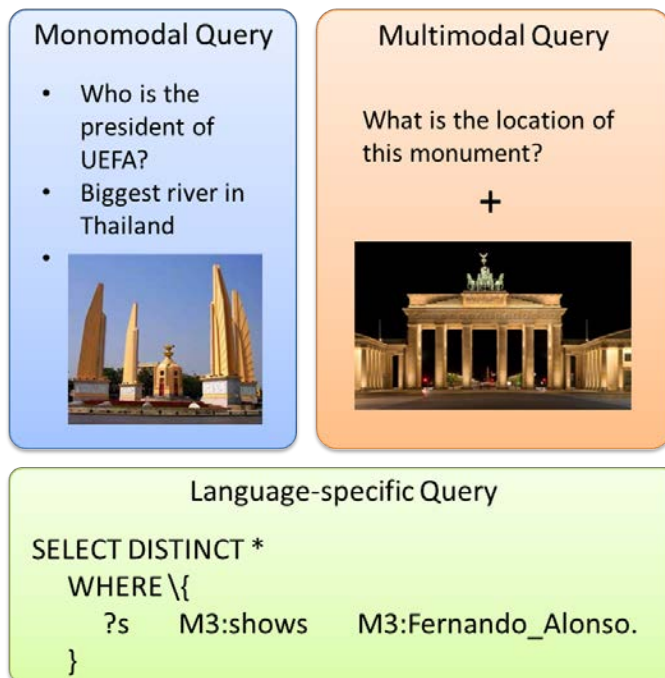 Monomodal Query
• Who is the
president of
UEFA?
• Biggest river in
Thailand
•
Multimodal Query
What is the location of
this monument?
+
Language-specific Query
SELECT DISTINCT *
WHERE \{
?s M3:shows M3:Fernando_Alonso.
}